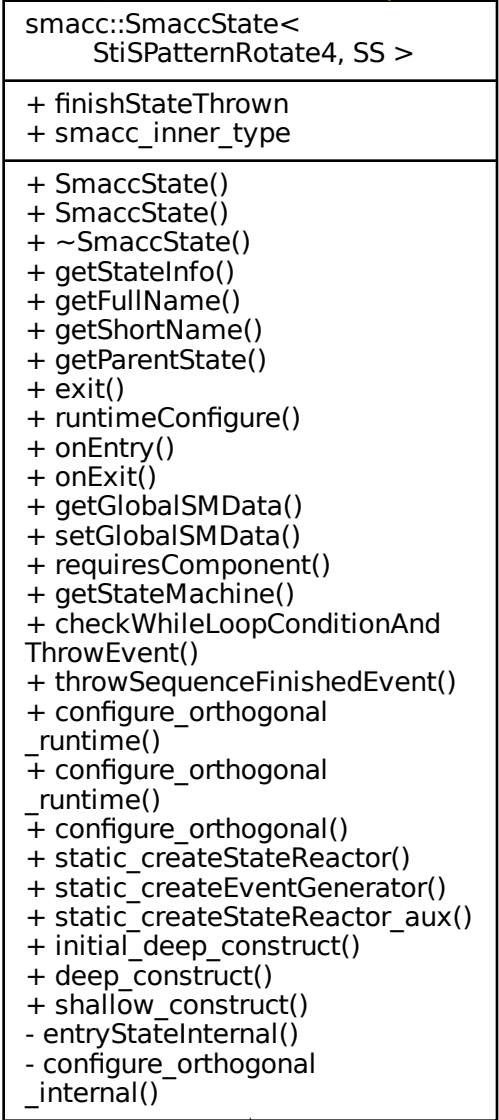 smacc::SmaccState<
StiSPatternRotate4, SS >
+ finishStateThrown
+ smacc_inner_type
+ SmaccState()
+ SmaccState()
+ ~SmaccState()
+ getStateInfo()
+ getFullName()
+ getShortName()
+ getParentState()
+ exit()
+ runtimeConfigure()
+ onEntry()
+ onExit()
+ getGlobalSMData()
+ setGlobalSMData()
+ requiresComponent()
+ getStateMachine()
+ checkWhileLoopConditionAnd
ThrowEvent()
+ throwSequenceFinishedEvent()
+ configure_orthogonal
_runtime()
+ configure_orthogonal
_runtime()
+ configure_orthogonal()
+ static_createStateReactor()
+ static_createEventGenerator()
+ static_createStateReactor_aux()
+ initial_deep_construct()
+ deep_construct()
+ shallow_construct()
- entryStateInternal()
- configure_orthogonal
_internal()